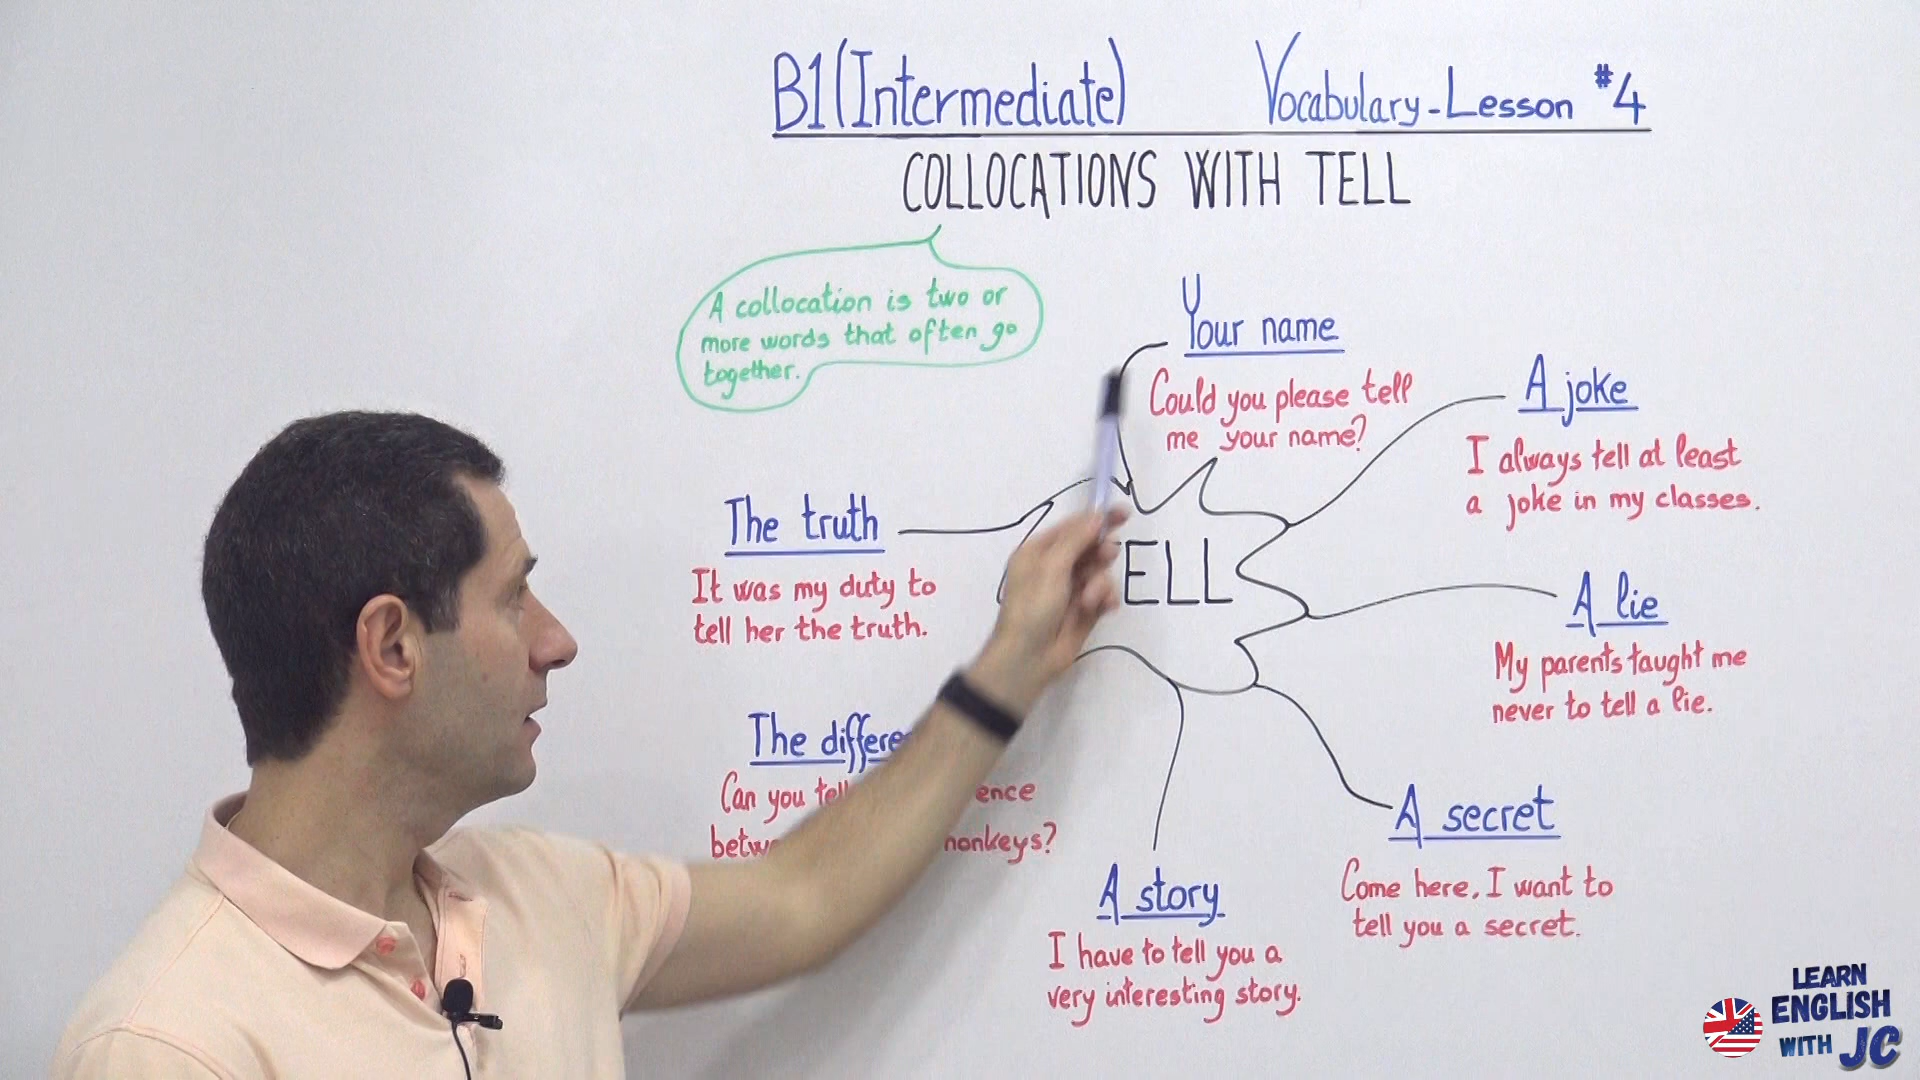 B1 (Intermediate) Vocabulary - Lesson #4
COLLOCATIONS WITH TELL
A collocation is two or
more words that often go
together.
Your name
Could you please tell
me your name?
A joke
I always tell at least
a joke in my classes.
The truth
It was my duty to
tell her the truth.
ELL
A lie
My parents taught me
never to tell a lie.
The differe
Can you tell ence
betw monkeys?
A secret
Come here, I want to
tell you a secret.
A story
I have to tell you a
very interesting story.
LEARN
ENGLISH
WITH JC